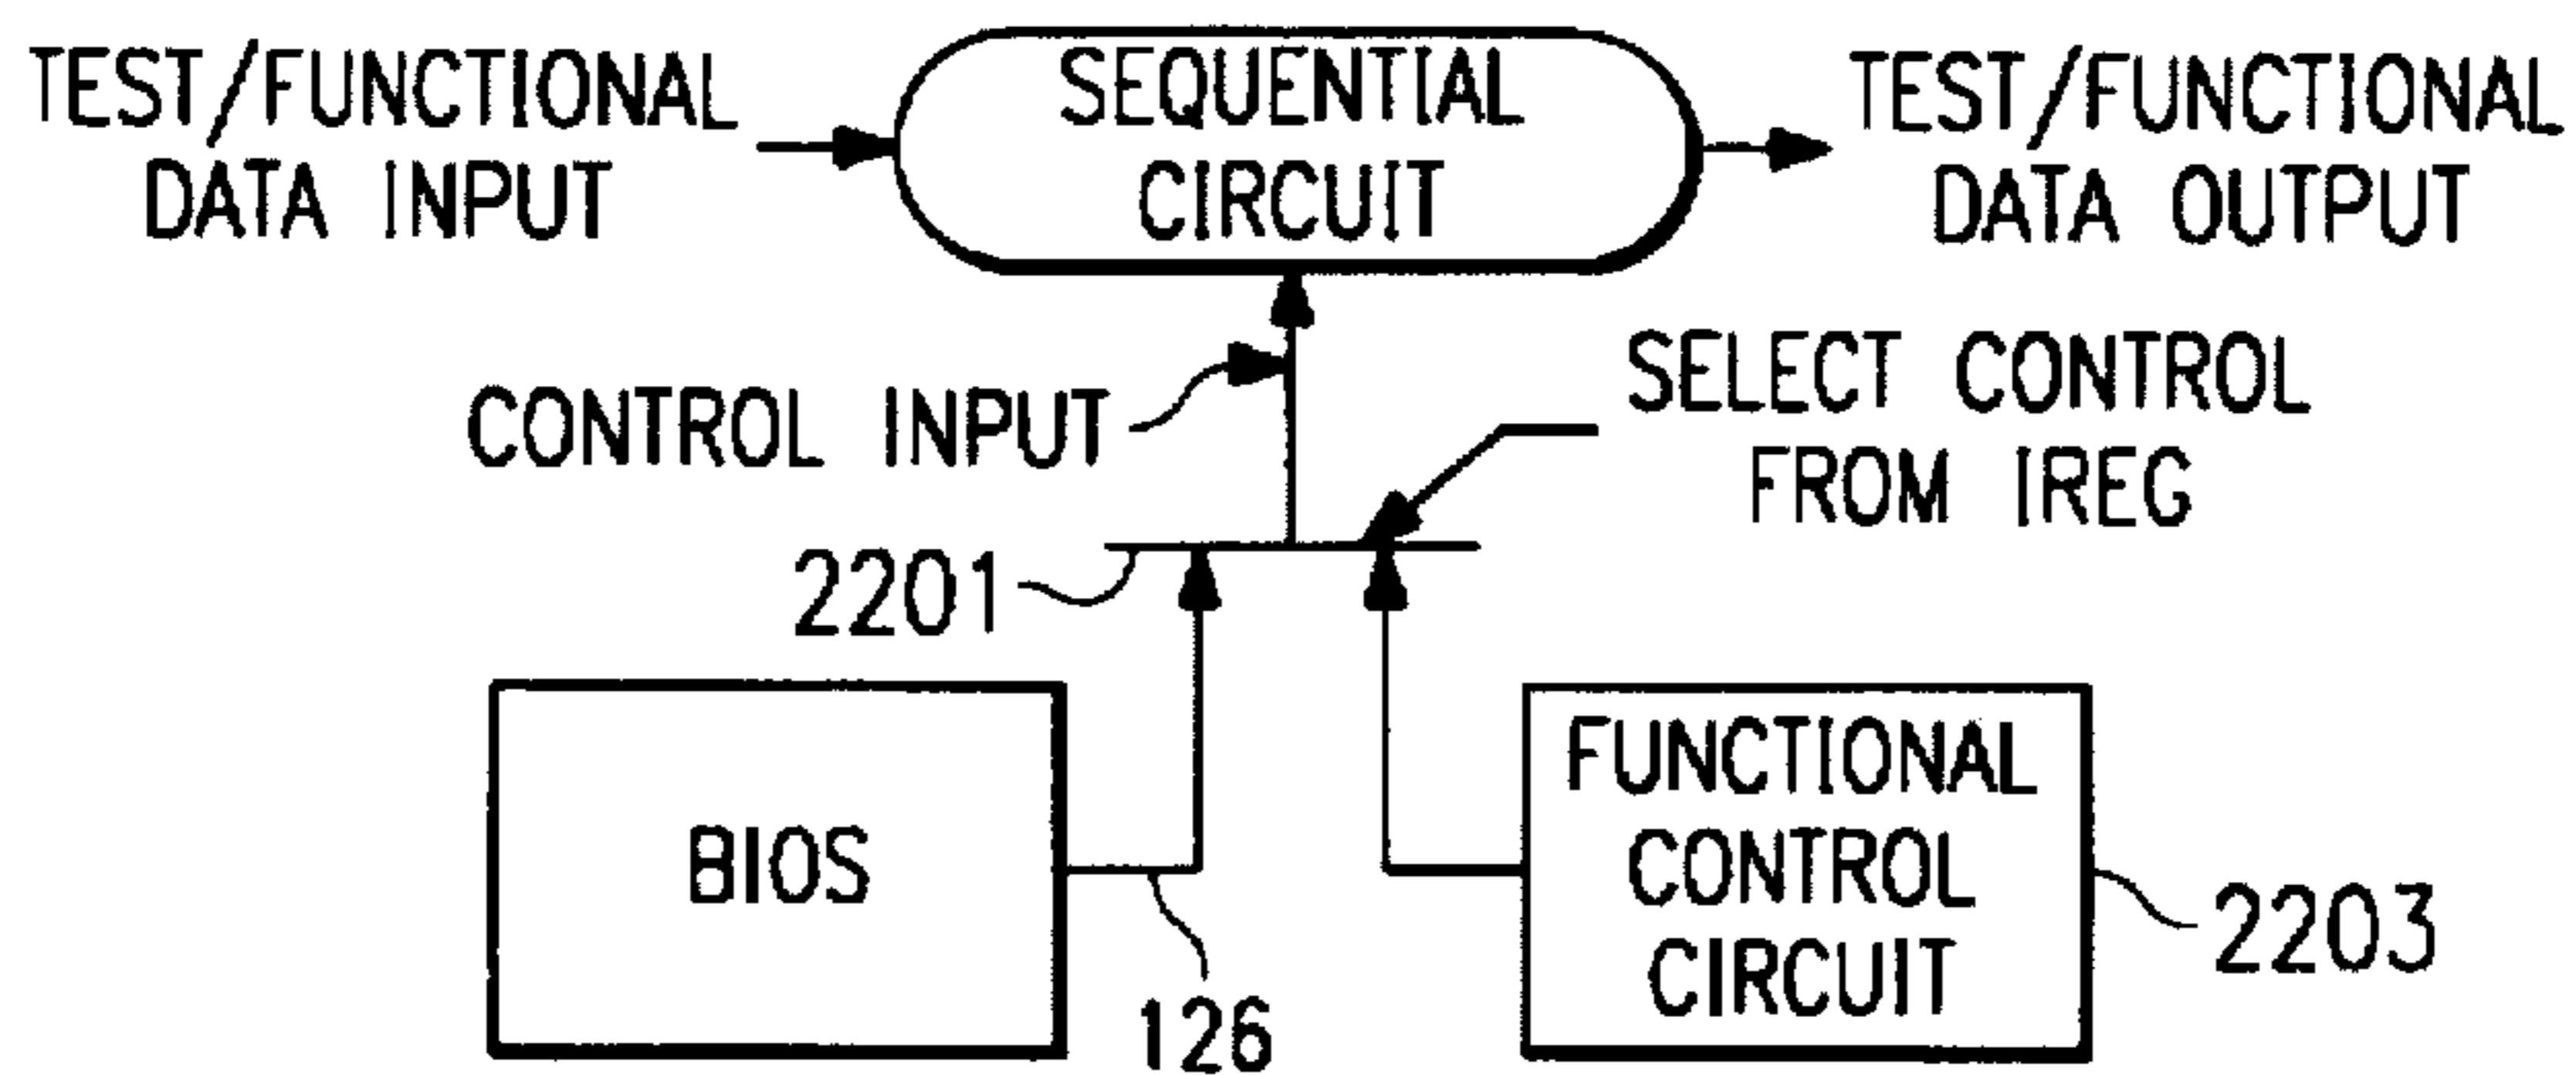 TEST/FUNCTIONAL
DATA INPUT
SEQUENTIAL
CIRCUIT
TEST/FUNCTIONAL
DATA OUTPUT
CONTROL INPUT
SELECT CONTROL
FROM IREG
2201
BIOS
126
FUNCTIONAL
CONTROL
CIRCUIT
2203